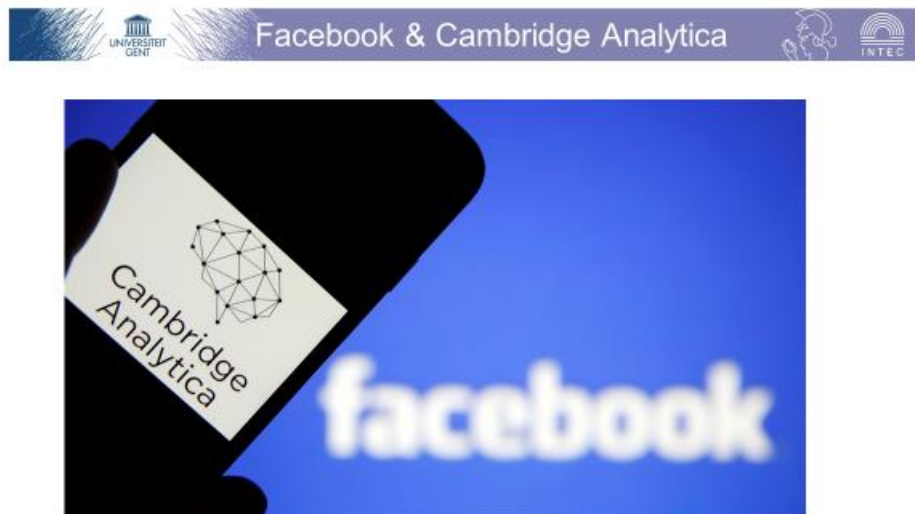 UNIVERSITEIT
GENT
Facebook & Cambridge Analytica
INTEC
Cambridge
Analytica
facebook